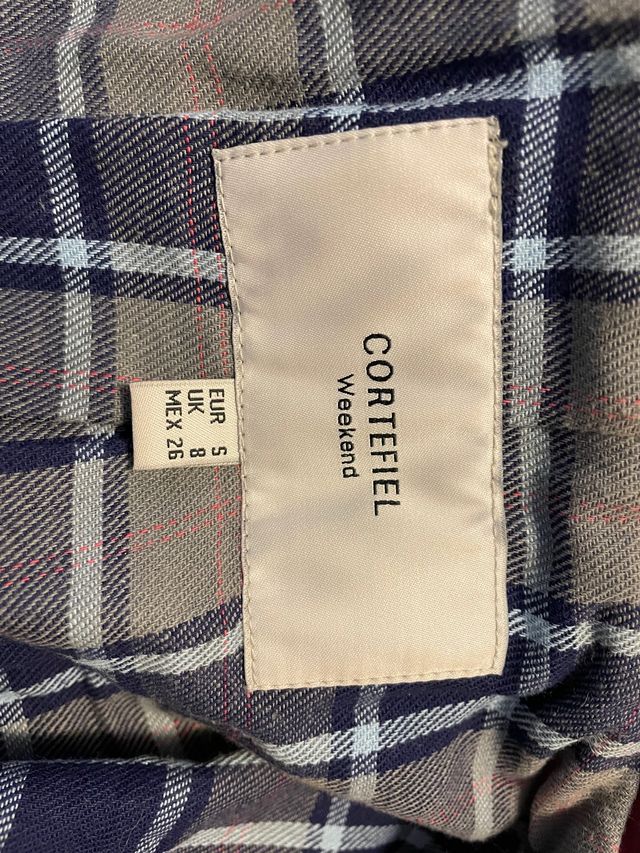 CORTEFIEL
Weekend
EUR S
UK 8
MEX 26